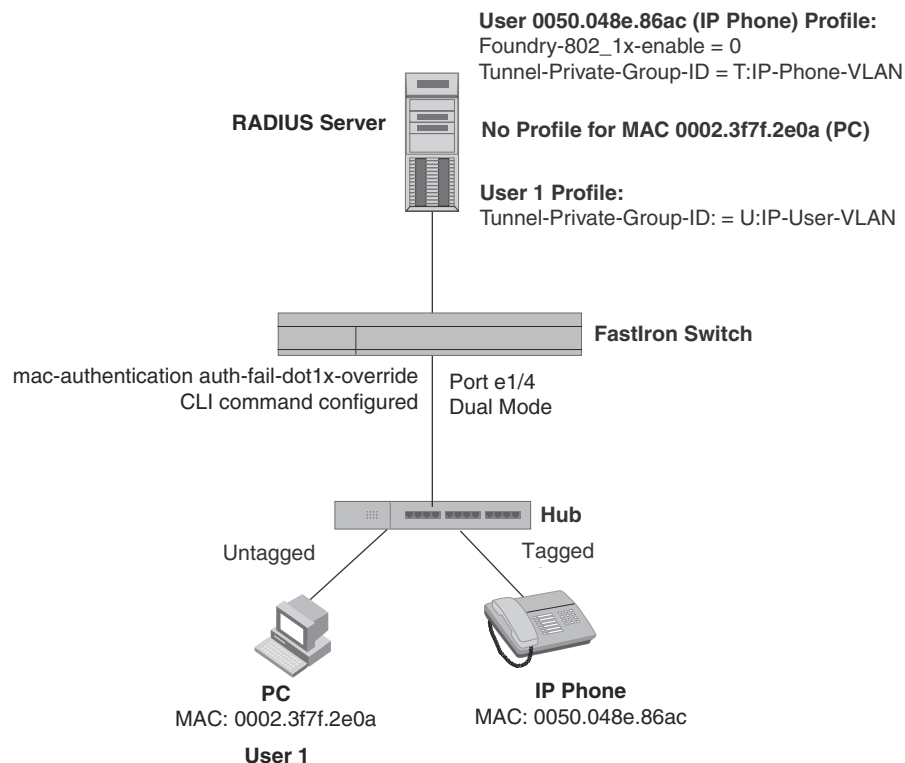 User 0050.048e.86ac (IP Phone) Profile:
Foundry-802_1x-enable = 0
Tunnel-Private-Group-ID = T:IP-Phone-VLAN
RADIUS Server
No Profile for MAC 0002.3f7f.2e0a (PC)
User 1 Profile:
Tunnel-Private-Group-ID: = U:IP-User-VLAN
FastIron Switch
mac-authentication auth-fail-dot1x-override
CLI command configured
Port e1/4
Dual Mode
Hub
Untagged
Tagged
PC
MAC: 0002.3f7f.2e0a
User 1
IP Phone
MAC: 0050.048e.86ac